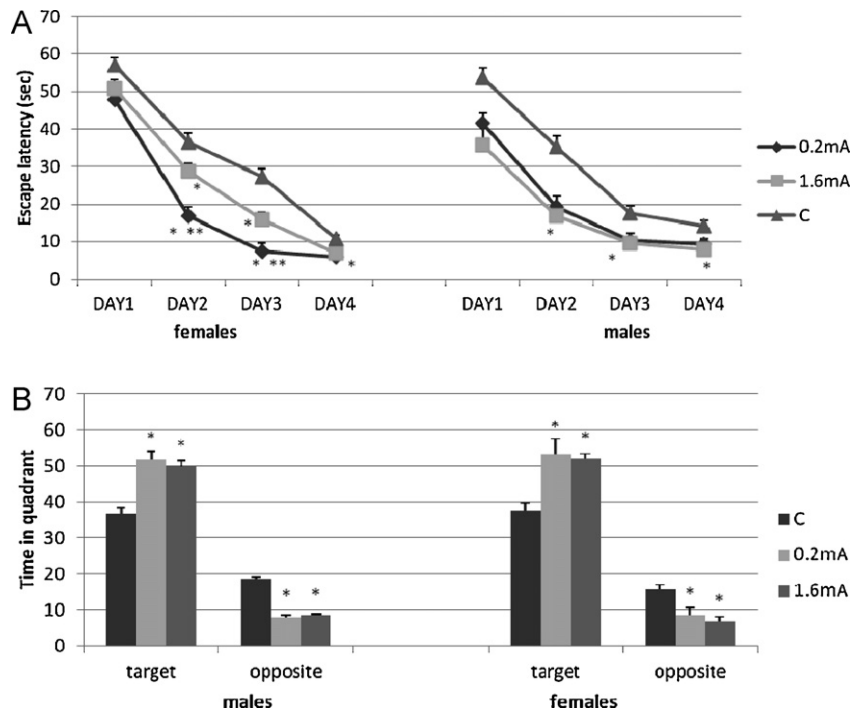 A
70
60
50
40
30
20
10
0
Escape latency (sec)
* **
*
* **
*
*
*
*
*
DAY1 DAY2 DAY3 DAY4 DAY1 DAY2 DAY3 DAY4
females males
0.2mA
1.6mA
C
B
70
60
50
40
30
20
10
0
Time in quadrant
* * * *
* * * *
target opposite target opposite
males females
C
0.2mA
1.6mA